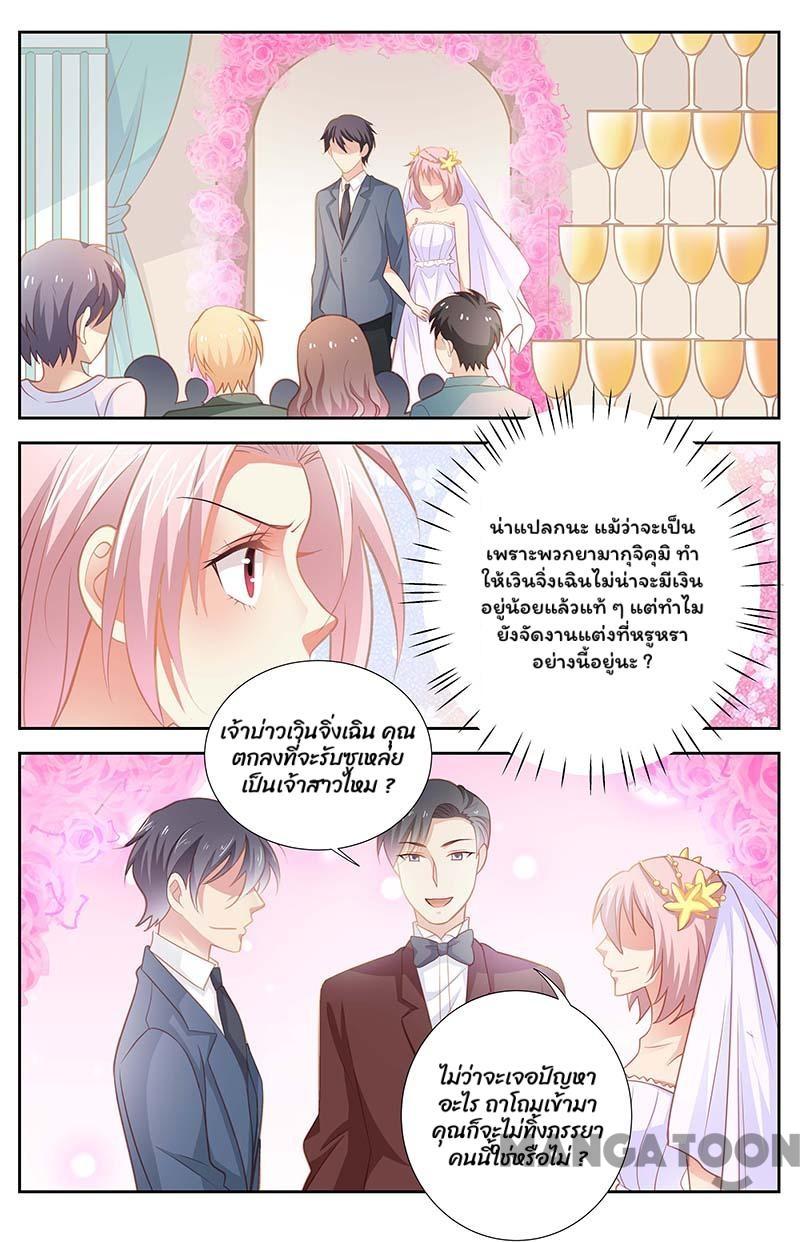 น่าแปลกนะ แม้ว่าจะเป็น
เพราะพวกยามากุจิคุมิ ทำ
ให้เวินจิ่งเฉินไม่น่าจะมีเงิน
อยู่น้อยแล้วแท้ ๆ แต่ทำไม
ยังจัดงานแต่งที่หรูหรา
อย่างนี้อยู่นะ ?
เจ้าบ่าวเวินจิ่งเฉิน คุณ
ตกลงที่จะรับซูเหลย
เป็นเจ้าสาวไหม ?
ไม่ว่าจะเจอปัญหา
อะไร ถาโถมเข้ามา
คุณก็จะไม่ทิ้งภรรยา
คนนี้ใช่หรือไม่ ?
MANGATOON